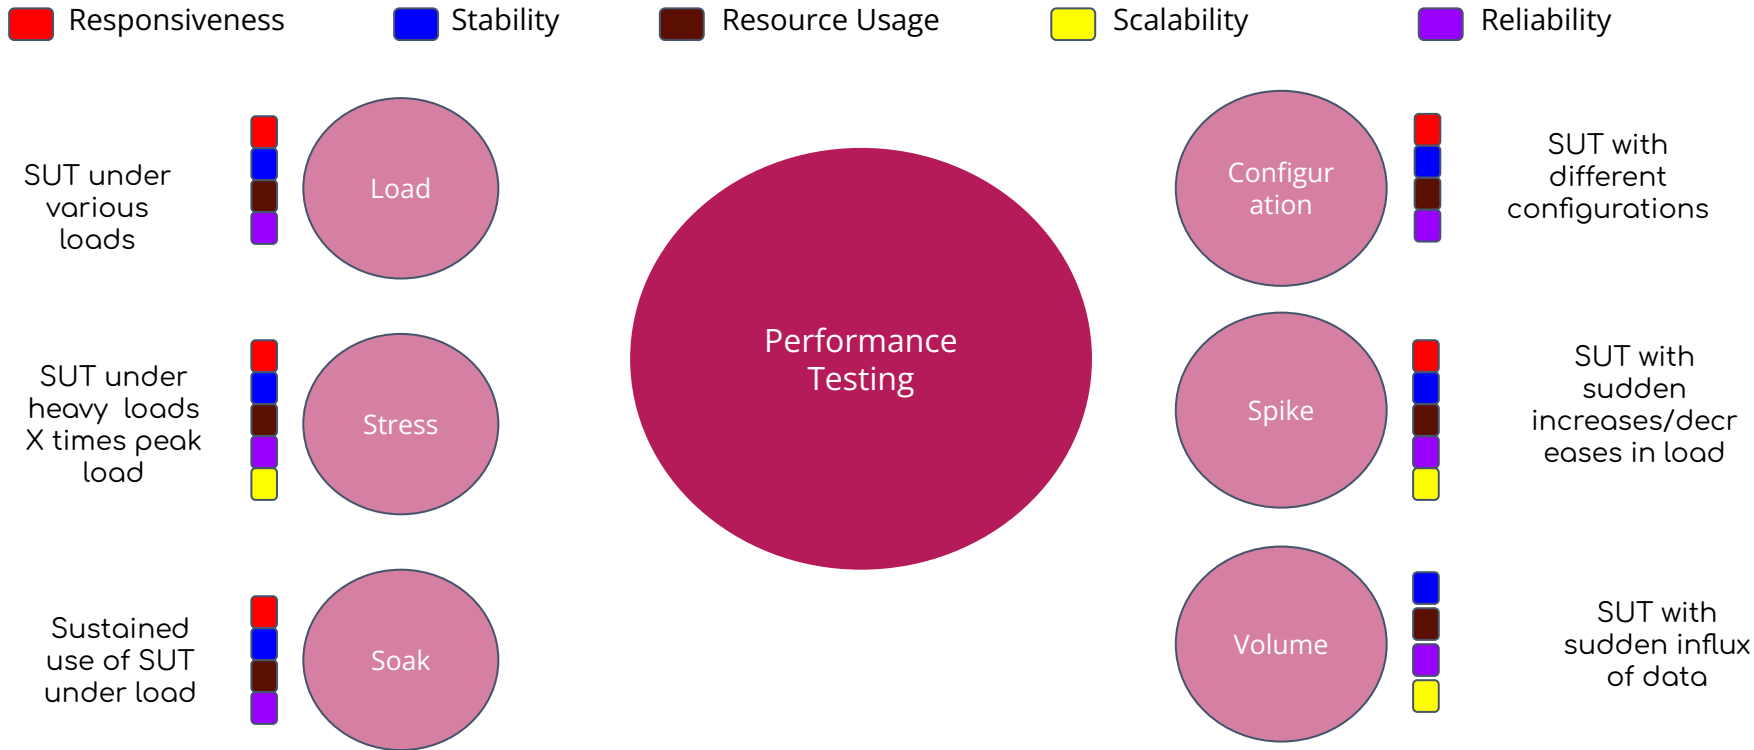 Responsiveness
Stability
Resource Usage
Scalability
Reliability
SUT under
various
loads
Load
SUT under
heavy loads
X times peak
load
Stress
Sustained
use of SUT
under load
Soak
Performance
Testing
Configur
ation
SUT with
different
configurations
Spike
SUT with
sudden
increases/decr
eases in load
Volume
SUT with
sudden influx
of data